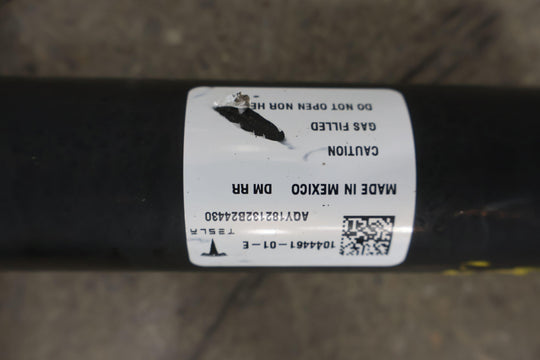 1044461-01-E
TESLA
AQY182132B24430
MADE IN MEXICO DM RR
CAUTION
GAS FILLED
DO NOT OPEN NOR